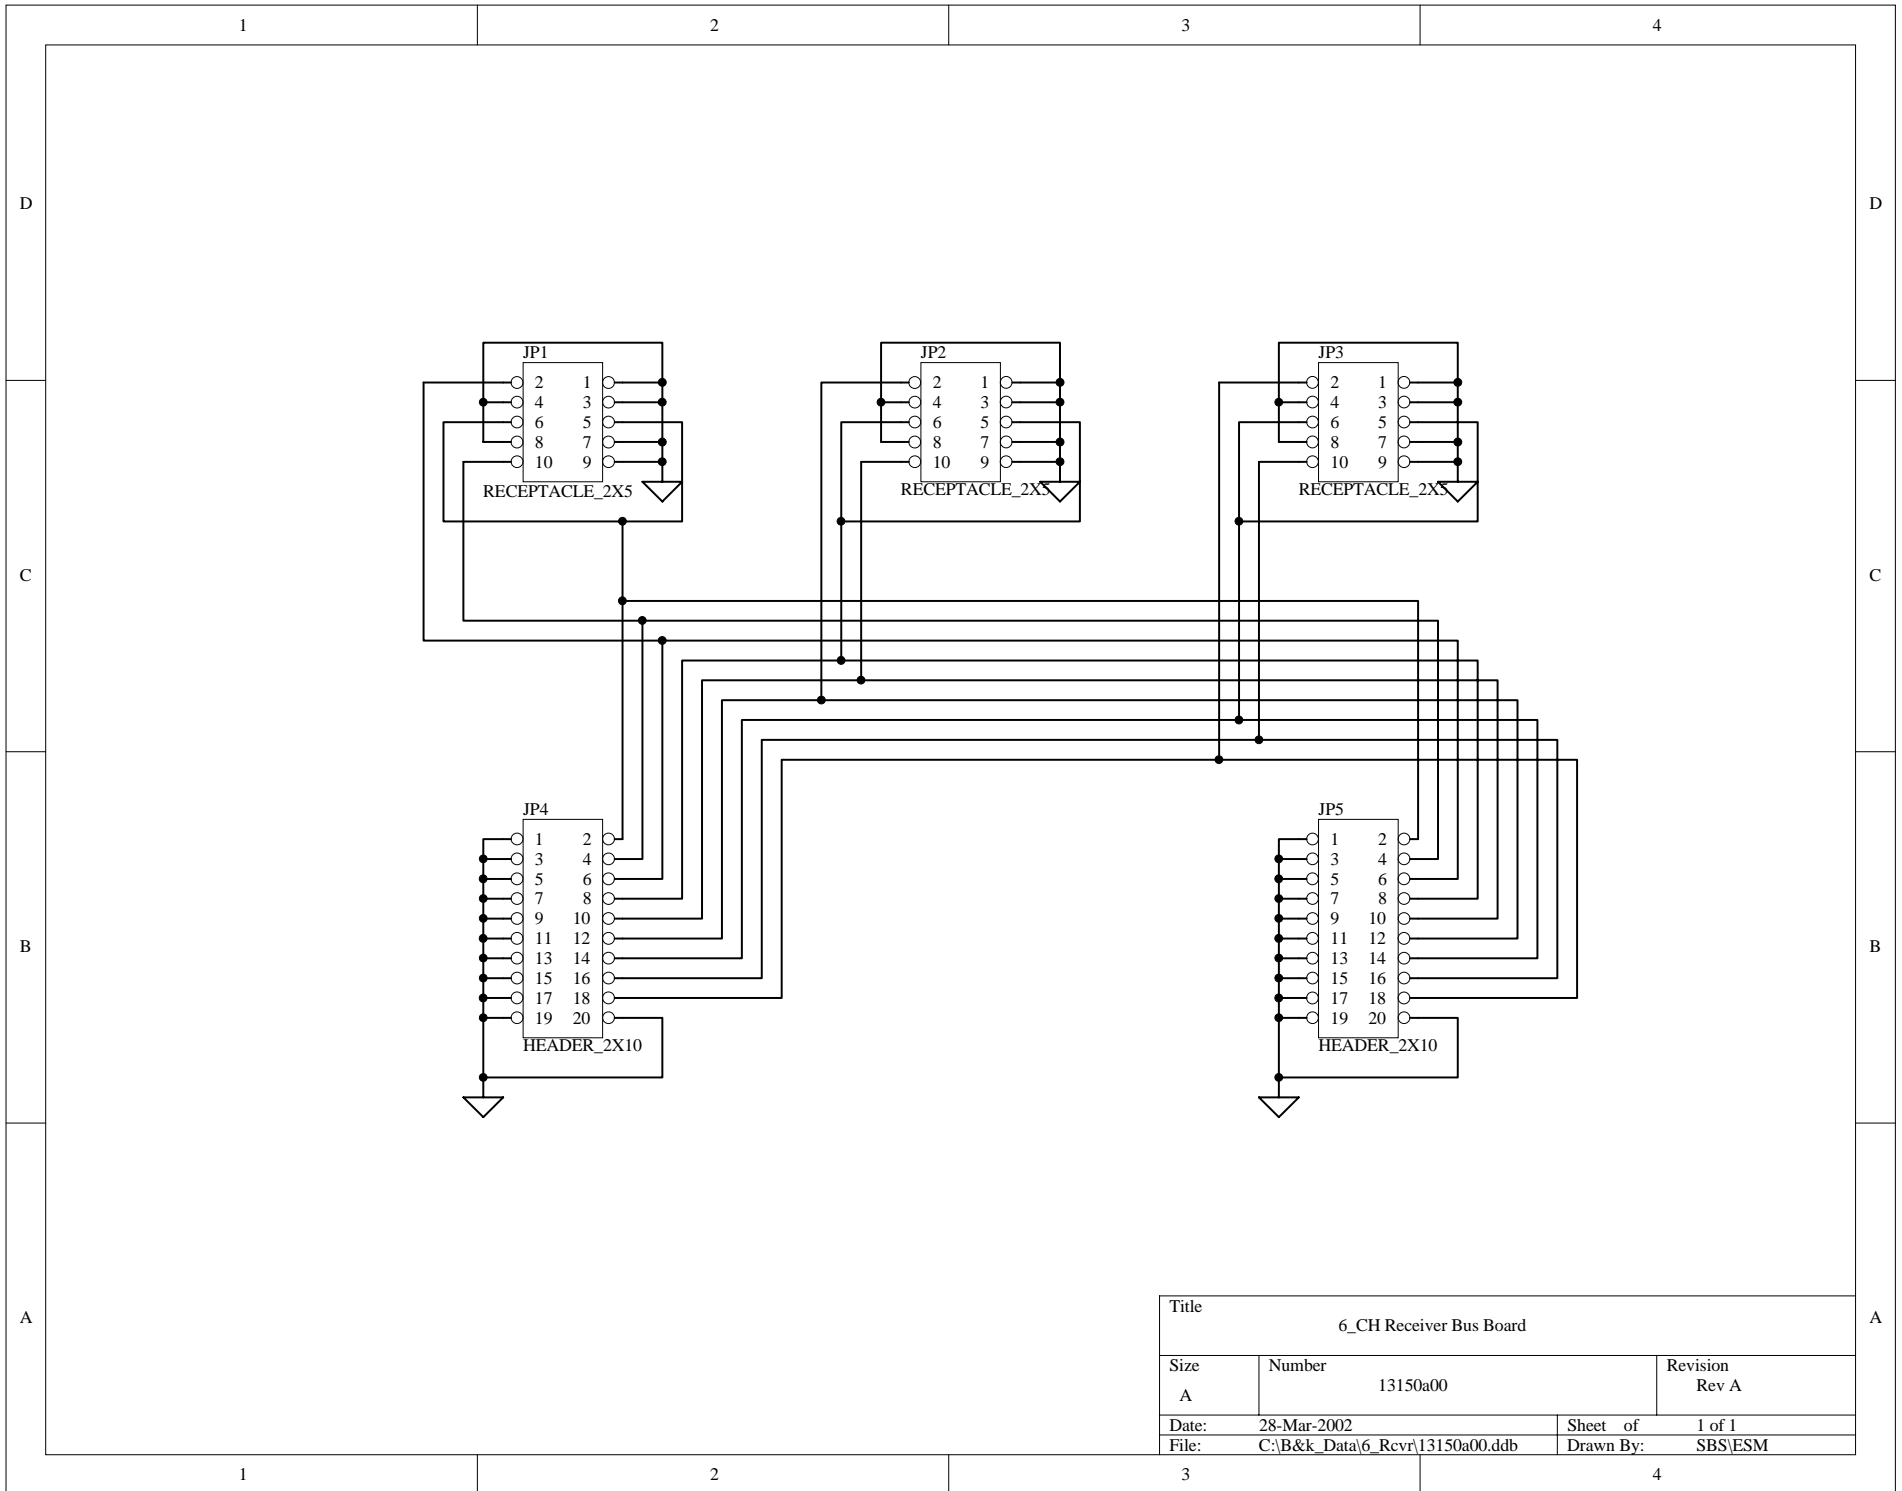 1 2 3 4
D D
JP1 JP2 JP3
2 1 2 1 2 1
4 3 4 3 4 3
6 5 6 5 6 5
8 7 8 7 8 7
10 9 10 9 10 9
RECEPTACLE_2X5 RECEPTACLE_2X5 RECEPTACLE_2X5
C C
JP4 JP5
1 2 1 2
3 4 3 4
5 6 5 6
7 8 7 8
9 10 9 10
11 12 11 12
B B
13 14 13 14
15 16 15 16
17 18 17 18
19 20 19 20
HEADER_2X10 HEADER_2X10
A A
Title
6_CH Receiver Bus Board
Size Number Revision
A 13150a00 Rev A
Date: 28-Mar-2002 Sheet of 1 of 1
File: C:\B&k_Data\6_Rcvr\13150a00.ddb Drawn By: SBS\ESM
1 2 3 4